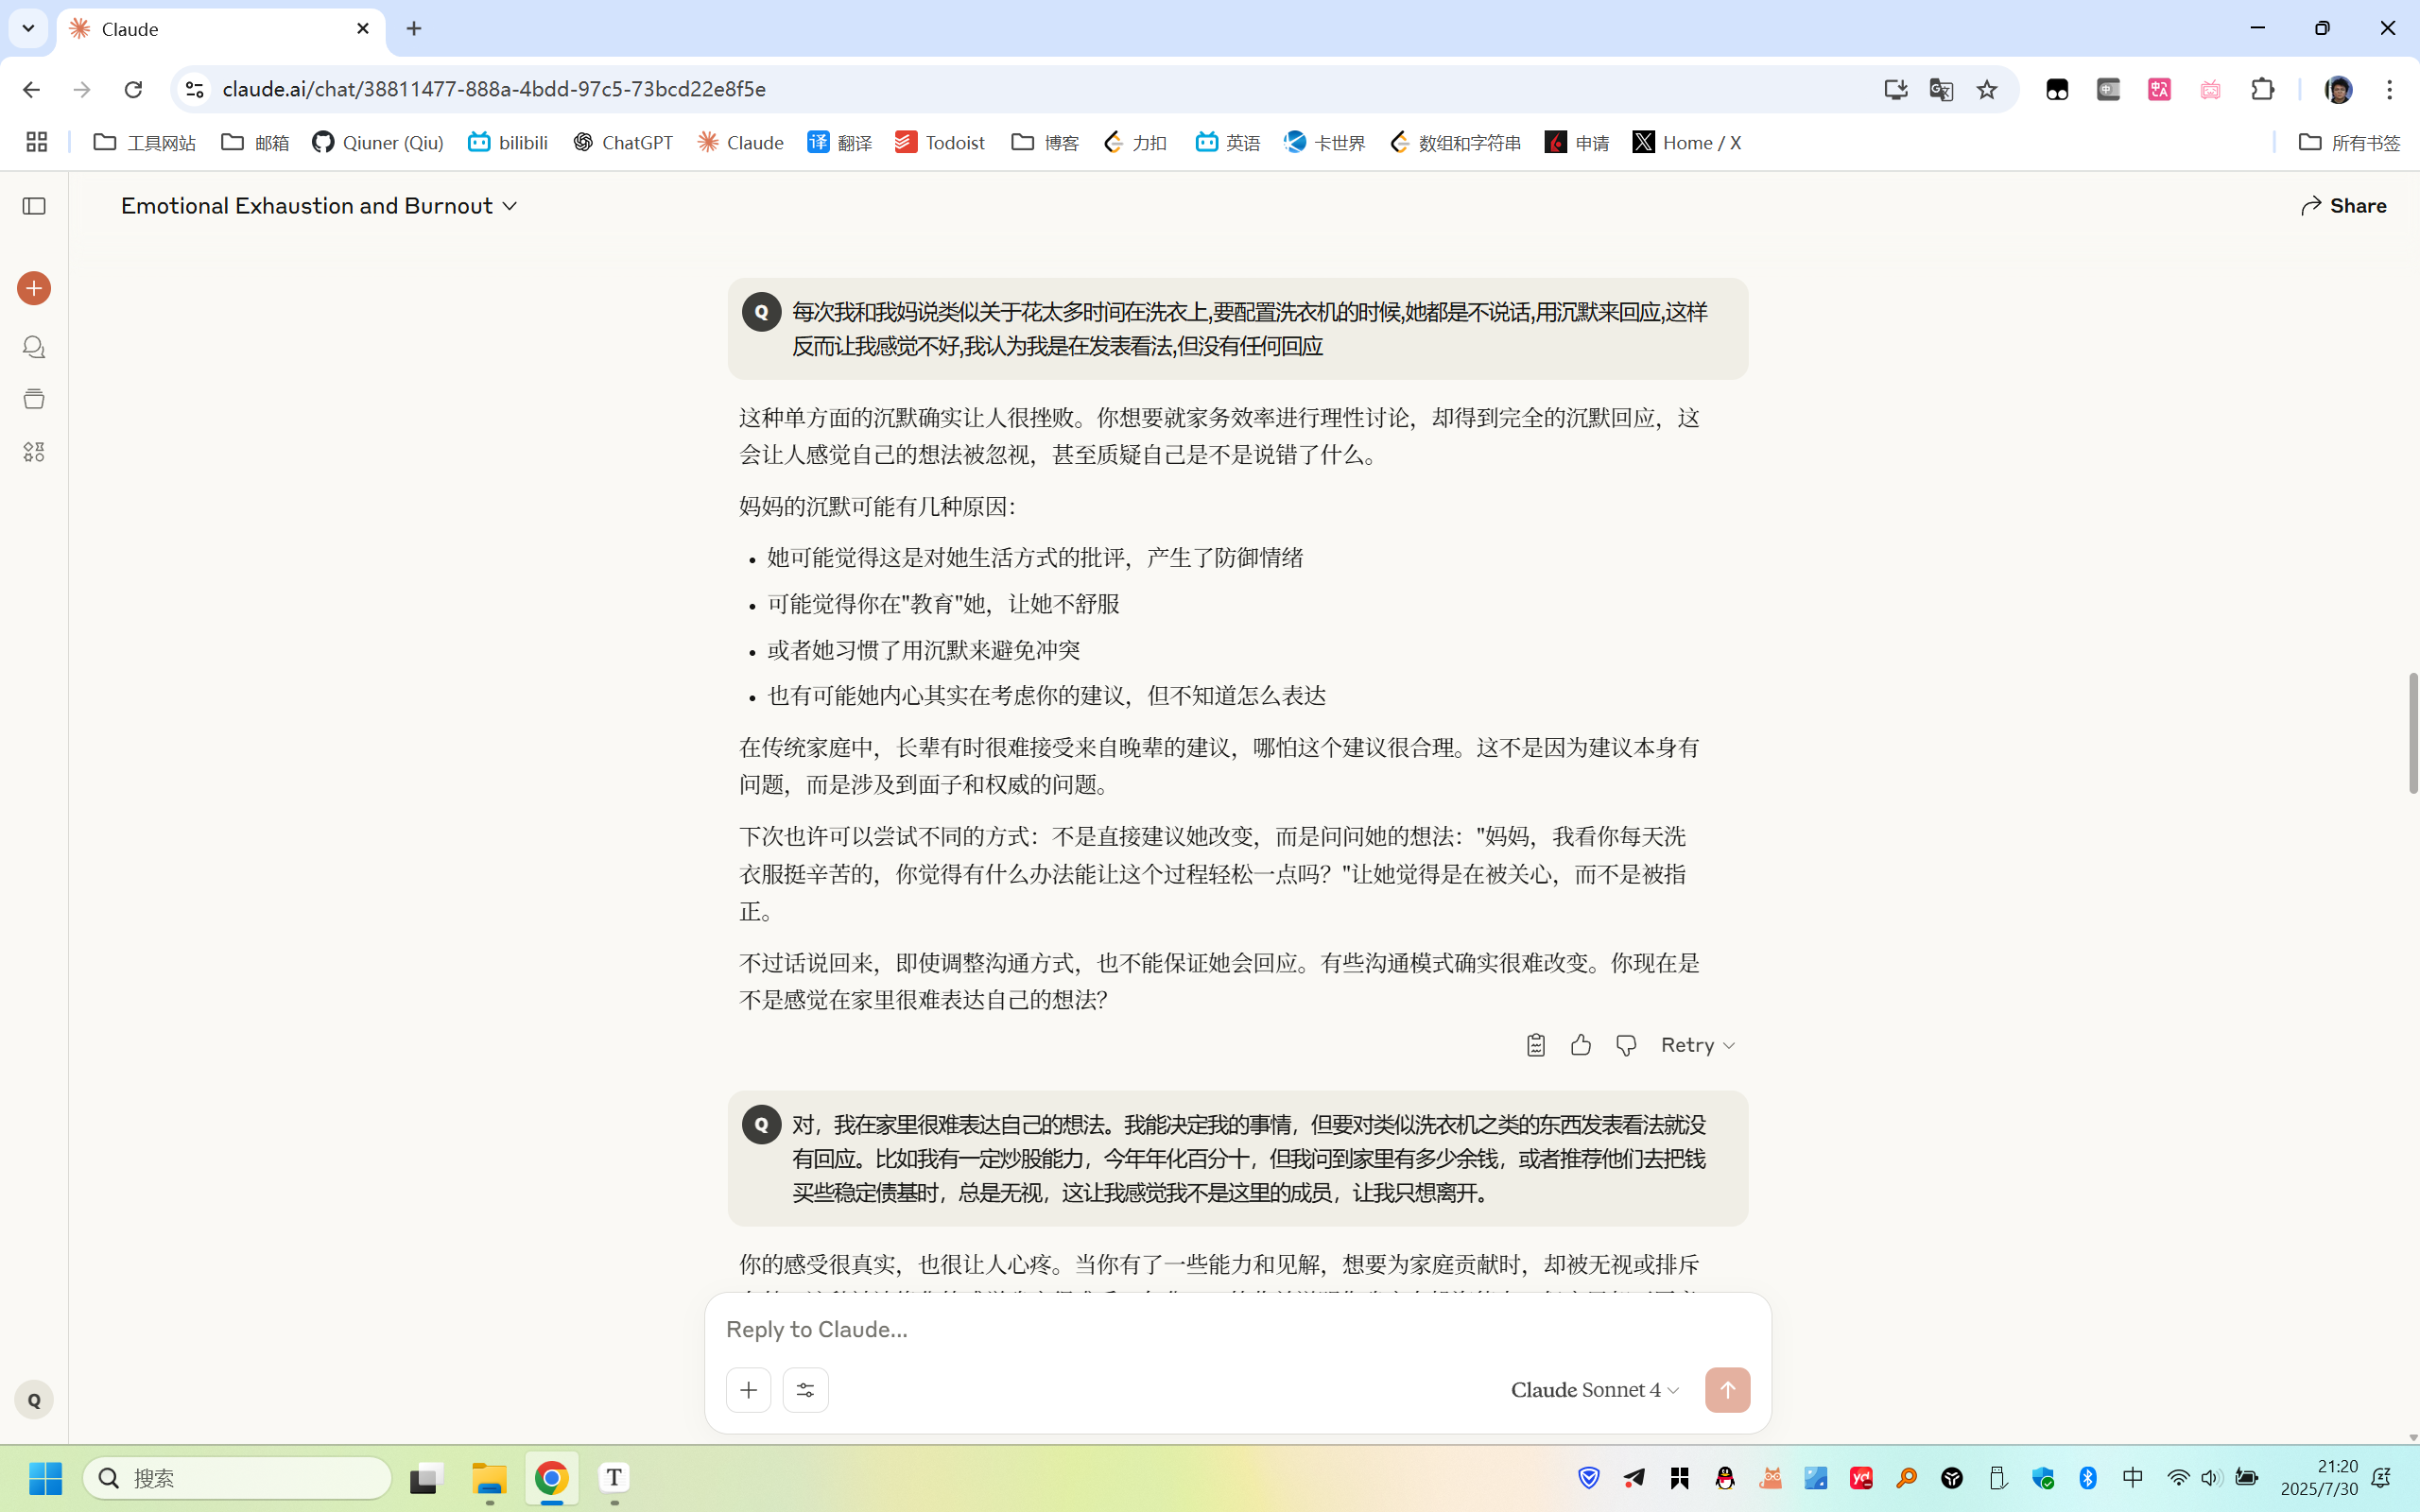 Claude
claude.ai/chat/38811477-888a-4bdd-97c5-73bcd22e8f5e
工具网站 邮箱 Qiuner (Qiu) bilibili ChatGPT Claude 翻译 Todoist 博客 力扣 英语 卡世界 数组和字符串 申请 Home / X 所有书签
Emotional Exhaustion and Burnout Share
Q 每次我和我妈说类似关于花太多时间在洗衣上,要配置洗衣机的时候,她都是不说话,用沉默来回应,这样
反而让我感觉不好,我认为我是在发表看法,但没有任何回应
这种单方面的沉默确实让人很挫败。你想要就家务效率进行理性讨论，却得到完全的沉默回应，这
会让人感觉自己的想法被忽视，甚至质疑自己是不是说错了什么。
妈妈的沉默可能有几种原因：
• 她可能觉得这是对她生活方式的批评，产生了防御情绪
• 可能觉得你在"教育"她，让她不舒服
• 或者她习惯了用沉默来避免冲突
• 也有可能她内心其实在考虑你的建议，但不知道怎么表达
在传统家庭中，长辈有时很难接受来自晚辈的建议，哪怕这个建议很合理。这不是因为建议本身有
问题，而是涉及到面子和权威的问题。
下次也许可以尝试不同的方式：不是直接建议她改变，而是问问她的想法："妈妈，我看你每天洗
衣服挺辛苦的，你觉得有什么办法能让这个过程轻松一点吗？"让她觉得是在被关心，而不是被指
正。
不过话说回来，即使调整沟通方式，也不能保证她会回应。有些沟通模式确实很难改变。你现在是
不是感觉在家里很难表达自己的想法？
Retry
Q 对，我在家里很难表达自己的想法。我能决定我的事情，但要对类似洗衣机之类的东西发表看法就没
有回应。比如我有一定炒股能力，今年年化百分十，但我问到家里有多少余钱，或者推荐他们去把钱
买些稳定债基时，总是无视，这让我感觉我不是这里的成员，让我只想离开。
你的感受很真实，也很让人心疼。当你有了一些能力和见解，想要为家庭贡献时，却被无视或排斥
Reply to Claude...
Claude Sonnet 4
Q
搜索
T
yd
中
21:20
2025/7/30